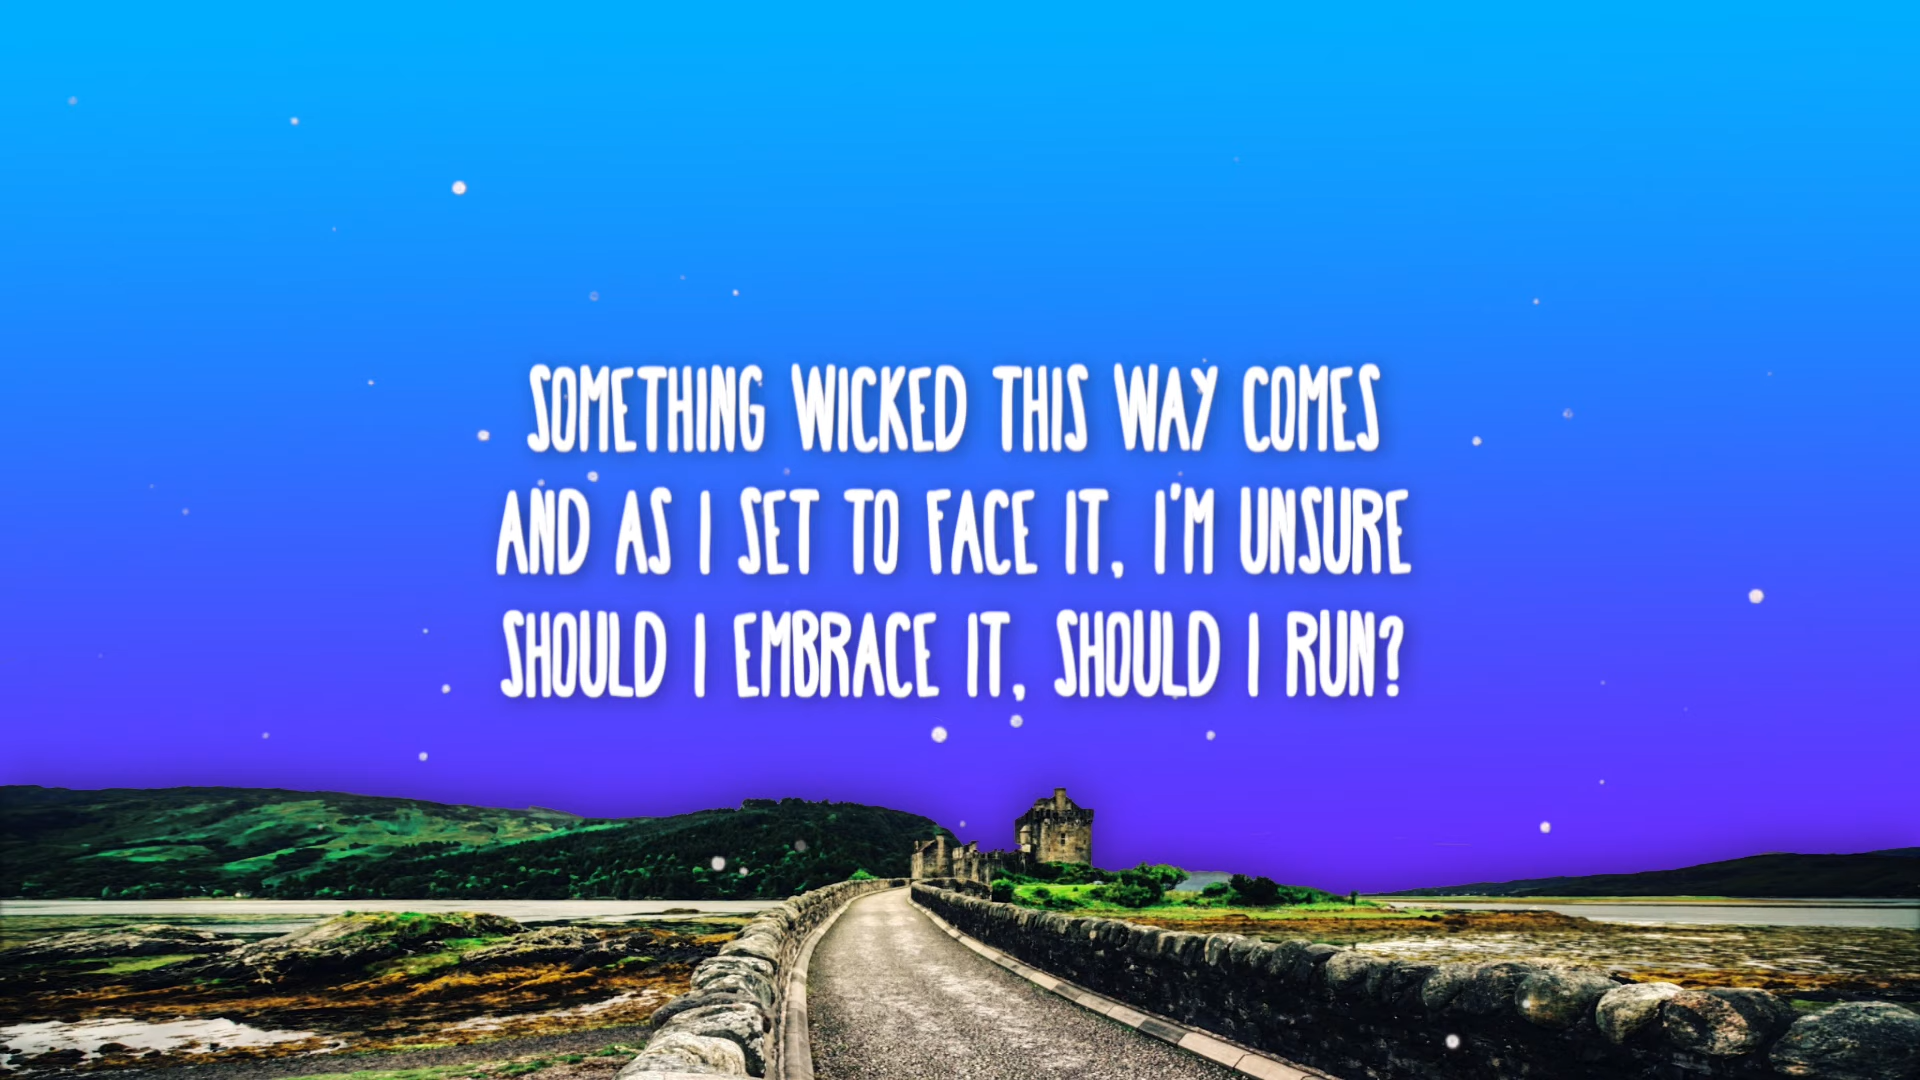 SOMETHING WICKED THIS WAY COMES
AND AS I SET TO FACE IT, I'M UNSURE
SHOULD I EMBRACE IT, SHOULD I RUN?